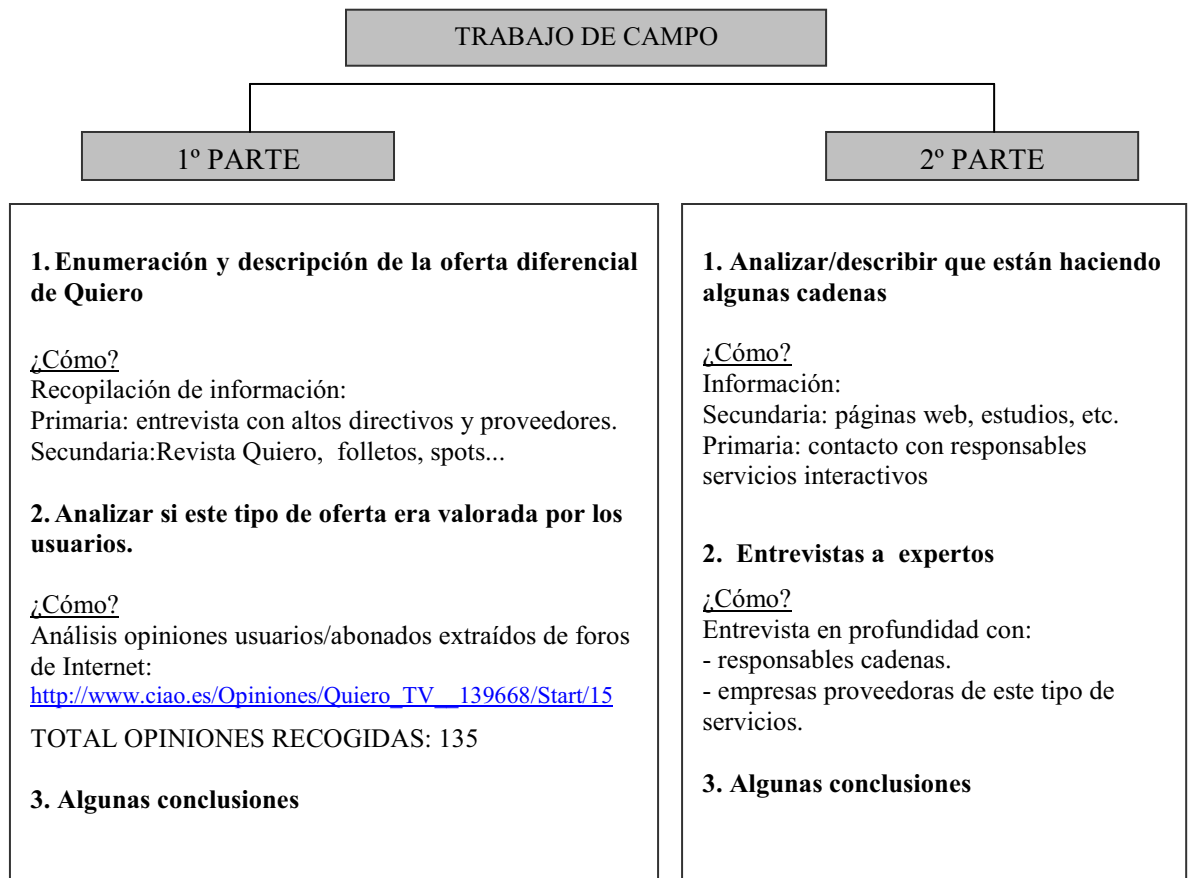 TRABAJO DE CAMPO
1º PARTE
2º PARTE
1. Enumeración y descripción de la oferta diferencial
de Quiero
¿Cómo?
Recopilación de información:
Primaria: entrevista con altos directivos y proveedores.
Secundaria:Revista Quiero, folletos, spots...
2. Analizar si este tipo de oferta era valorada por los
usuarios.
¿Cómo?
Análisis opiniones usuarios/abonados extraídos de foros
de Internet:
http://www.ciao.es/Opiniones/Quiero_TV__139668/Start/15
TOTAL OPINIONES RECOGIDAS: 135
3. Algunas conclusiones
1. Analizar/describir que están haciendo
algunas cadenas
¿Cómo?
Información:
Secundaria: páginas web, estudios, etc.
Primaria: contacto con responsables
servicios interactivos
2. Entrevistas a expertos
¿Cómo?
Entrevista en profundidad con:
- responsables cadenas.
- empresas proveedoras de este tipo de
servicios.
3. Algunas conclusiones